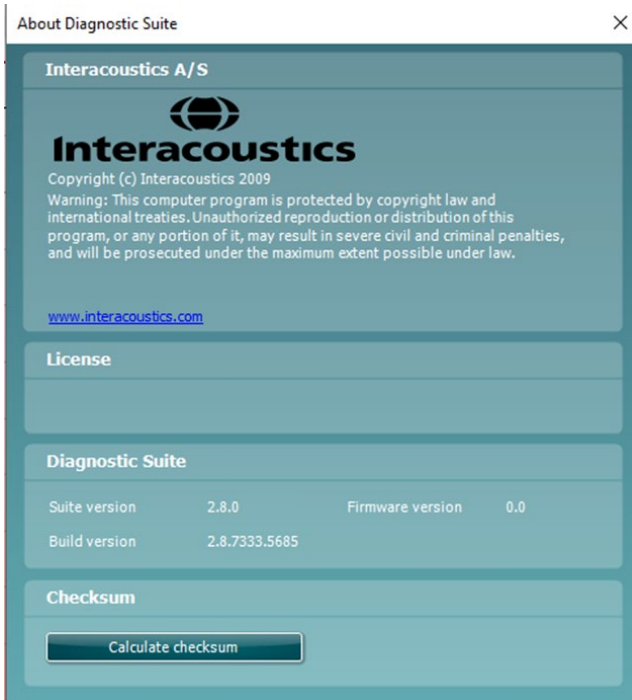 About Diagnostic Suite
Interacoustics A/S
Interacoustics
Copyright (c) Interacoustics 2009
Warning: This computer program is protected by copyright law and
international treaties. Unauthorized reproduction or distribution of this
program, or any portion of it, may result in severe civil and criminal penalties,
and will be prosecuted under the maximum extent possible under law.
www.interacoustics.com
License
Diagnostic Suite
Suite version 2.8.0 Firmware version 0.0
Build version 2.8.7333.5685
Checksum
Calculate checksum